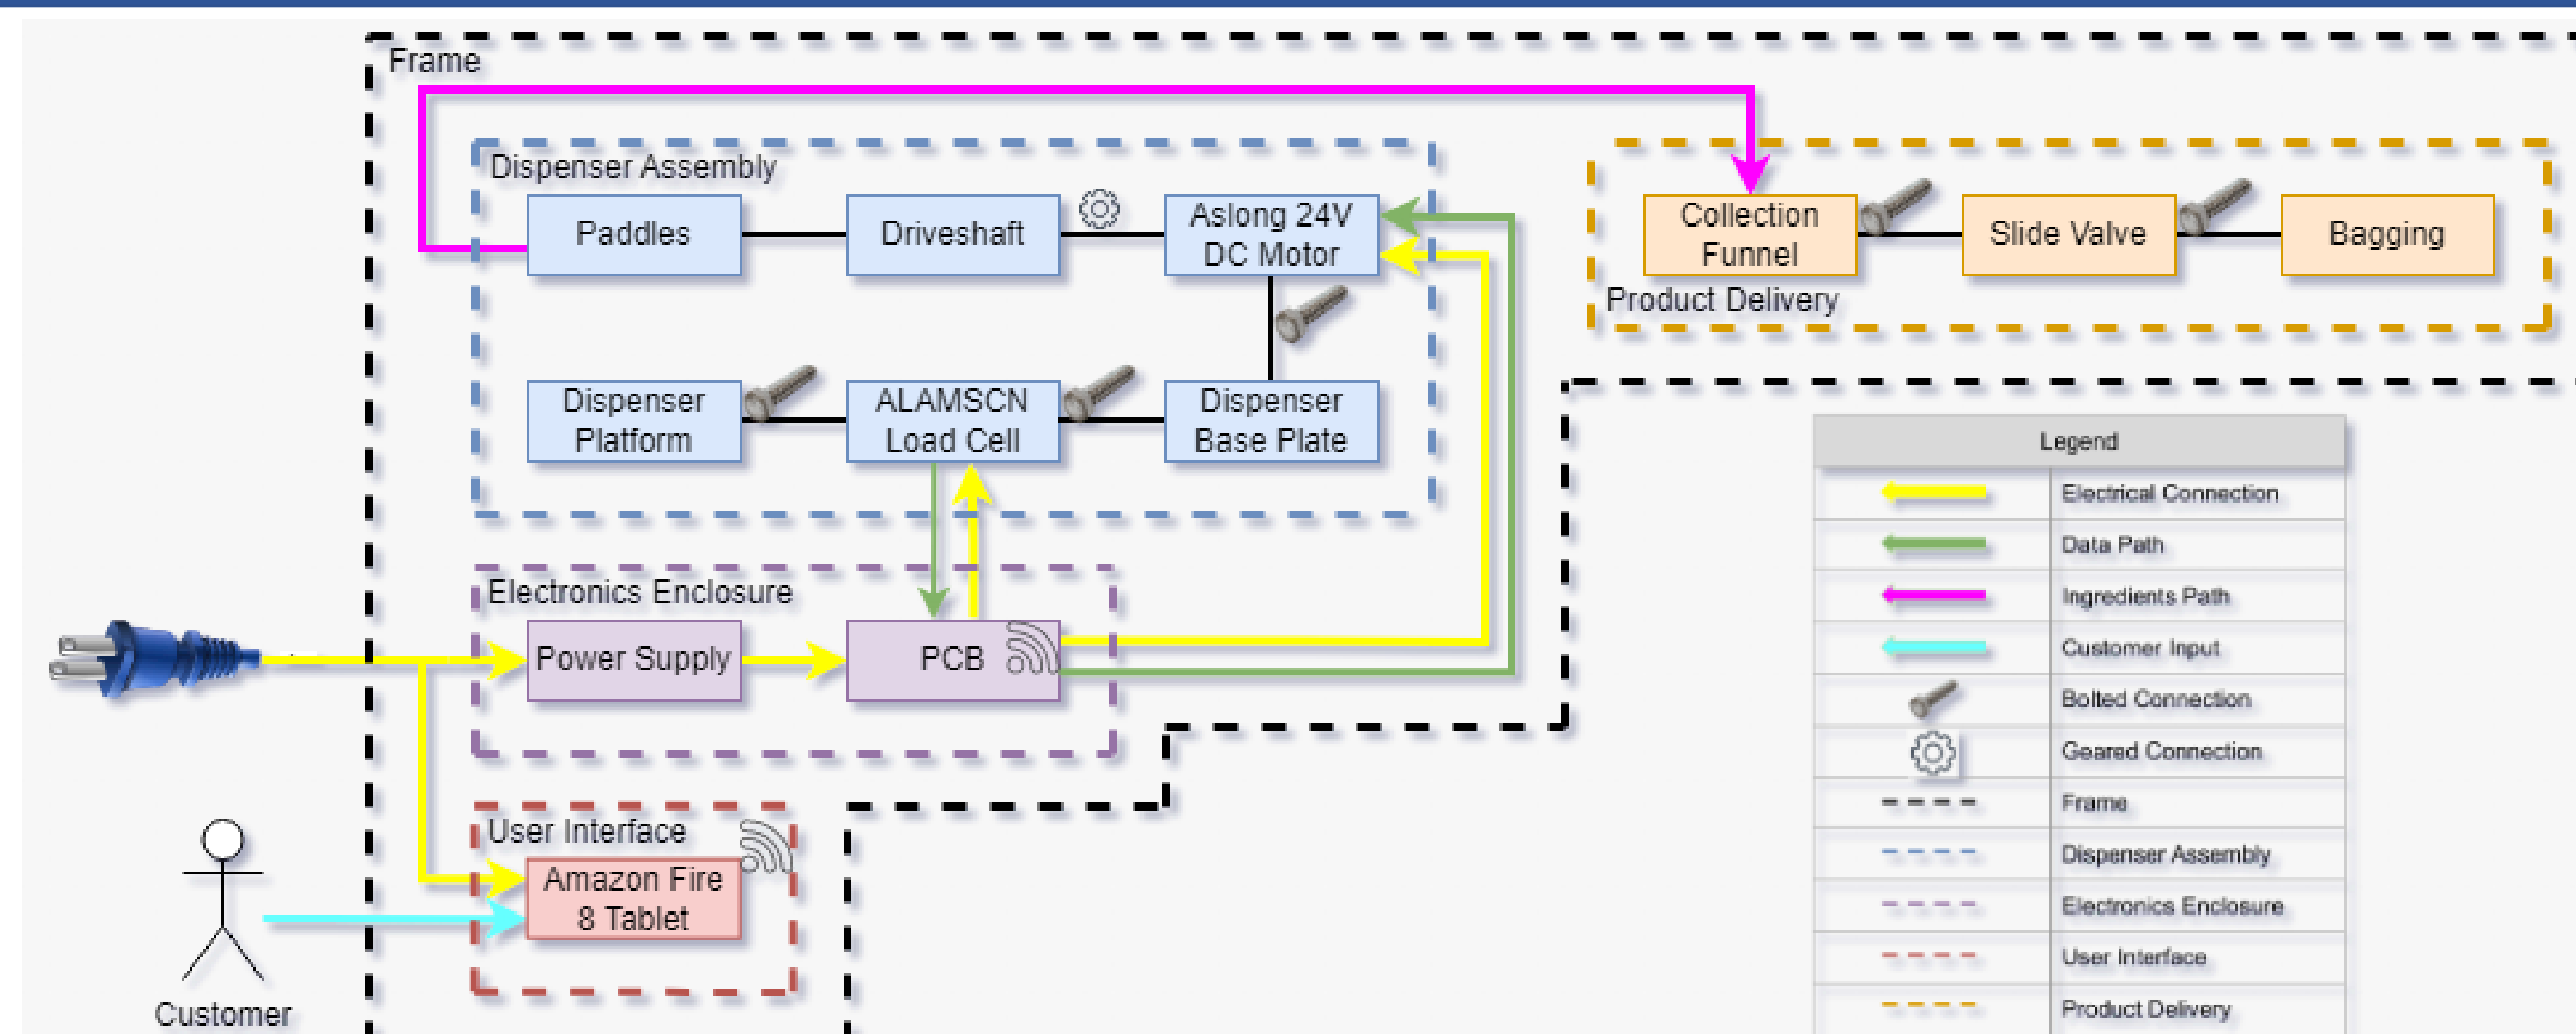 Frame
Dispenser Assembly
Paddles
Driveshaft
Aslong 24V
DC Motor
Collection
Funnel
Slide Valve
Bagging
Product Delivery
Dispenser
Platform
ALAMSCN
Load Cell
Dispenser
Base Plate
Electronics Enclosure
Power Supply
PCB
User Interface
Amazon Fire
8 Tablet
Customer
Legend
Electrical Connection
Data Path
Ingredients Path
Customer Input
Bolted Connection
Geared Connection
Frame
Dispenser Assembly
Electronics Enclosure
User Interface
Product Delivery